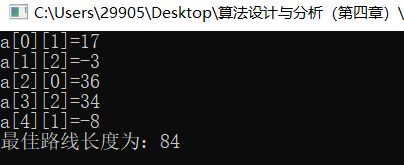 C:\Users\29905\Desktop\算法设计与分析（第四章）\
a[0][1]=17
a[1][2]=-3
a[2][0]=36
a[3][2]=34
a[4][1]=-8
最佳路线长度为：84